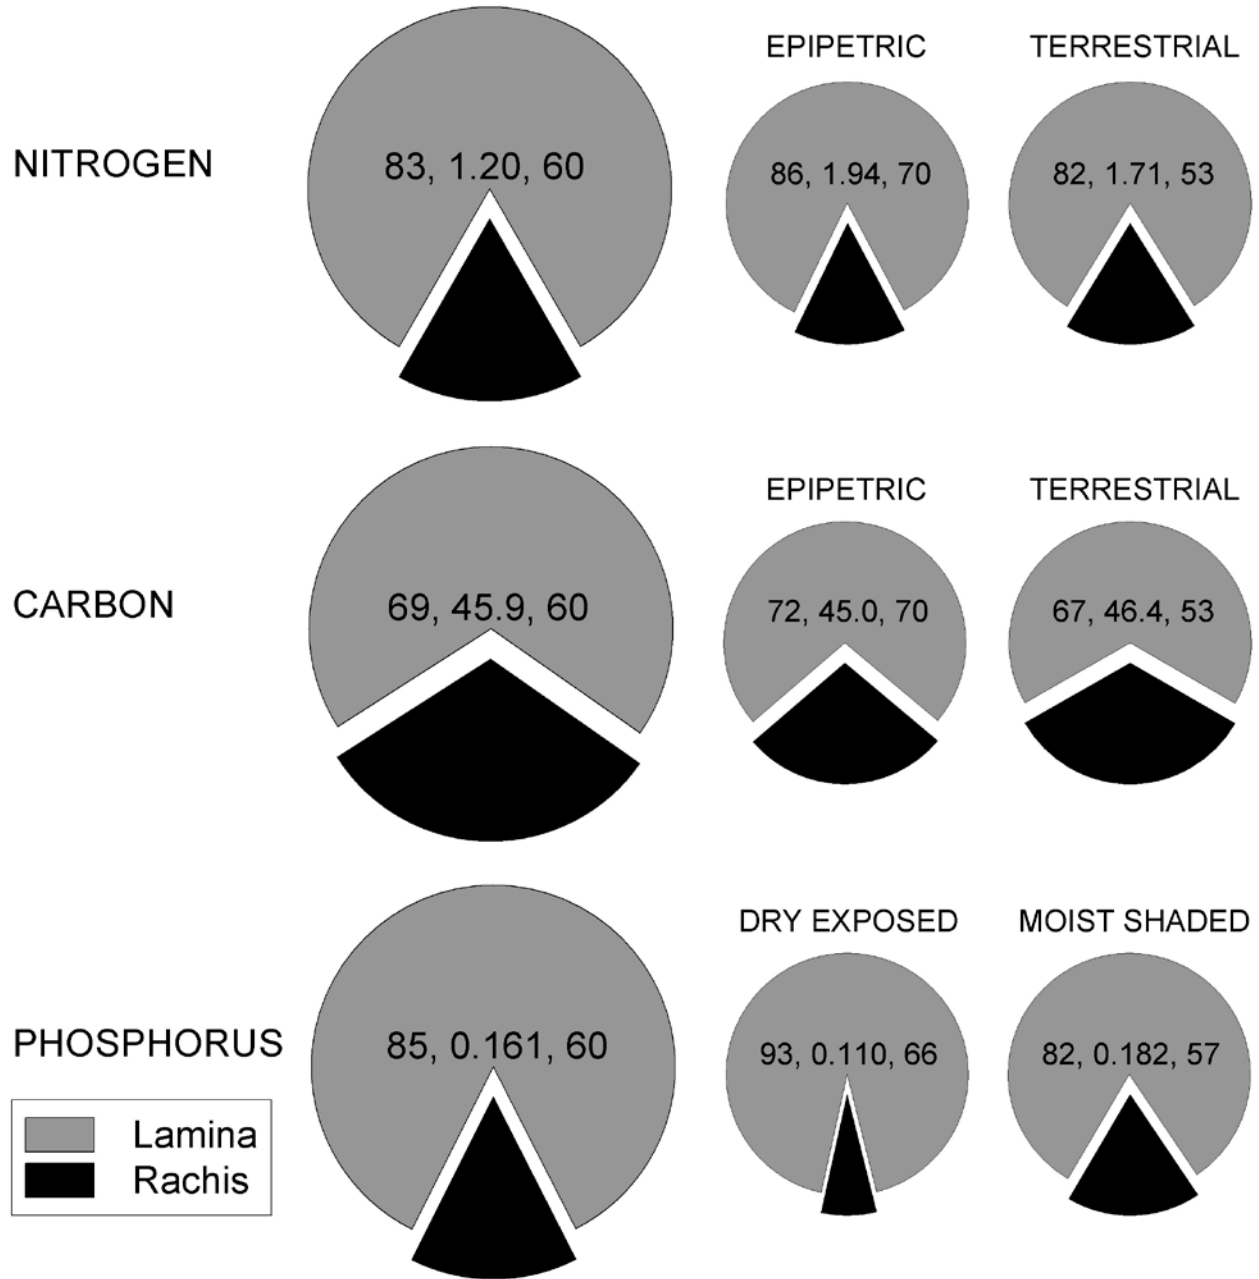 NITROGEN
83, 1.20, 60
EPIPETRIC
86, 1.94, 70
TERRESTRIAL
82, 1.71, 53
CARBON
69, 45.9, 60
EPIPETRIC
72, 45.0, 70
TERRESTRIAL
67, 46.4, 53
PHOSPHORUS
85, 0.161, 60
DRY EXPOSED
93, 0.110, 66
MOIST SHADED
82, 0.182, 57
Lamina
Rachis